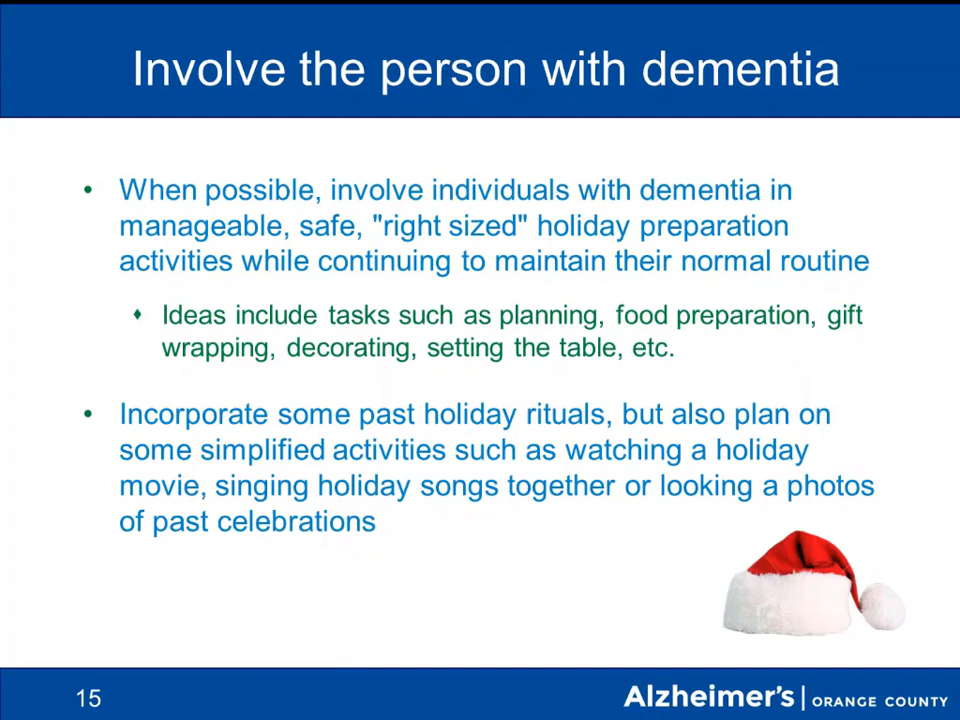 Involve the person with dementia
• When possible, involve individuals with dementia in
manageable, safe, "right sized" holiday preparation
activities while continuing to maintain their normal routine
♦ Ideas include tasks such as planning, food preparation, gift
wrapping, decorating, setting the table, etc.
• Incorporate some past holiday rituals, but also plan on
some simplified activities such as watching a holiday
movie, singing holiday songs together or looking a photos
of past celebrations
15
Alzheimer's | ORANGE COUNTY